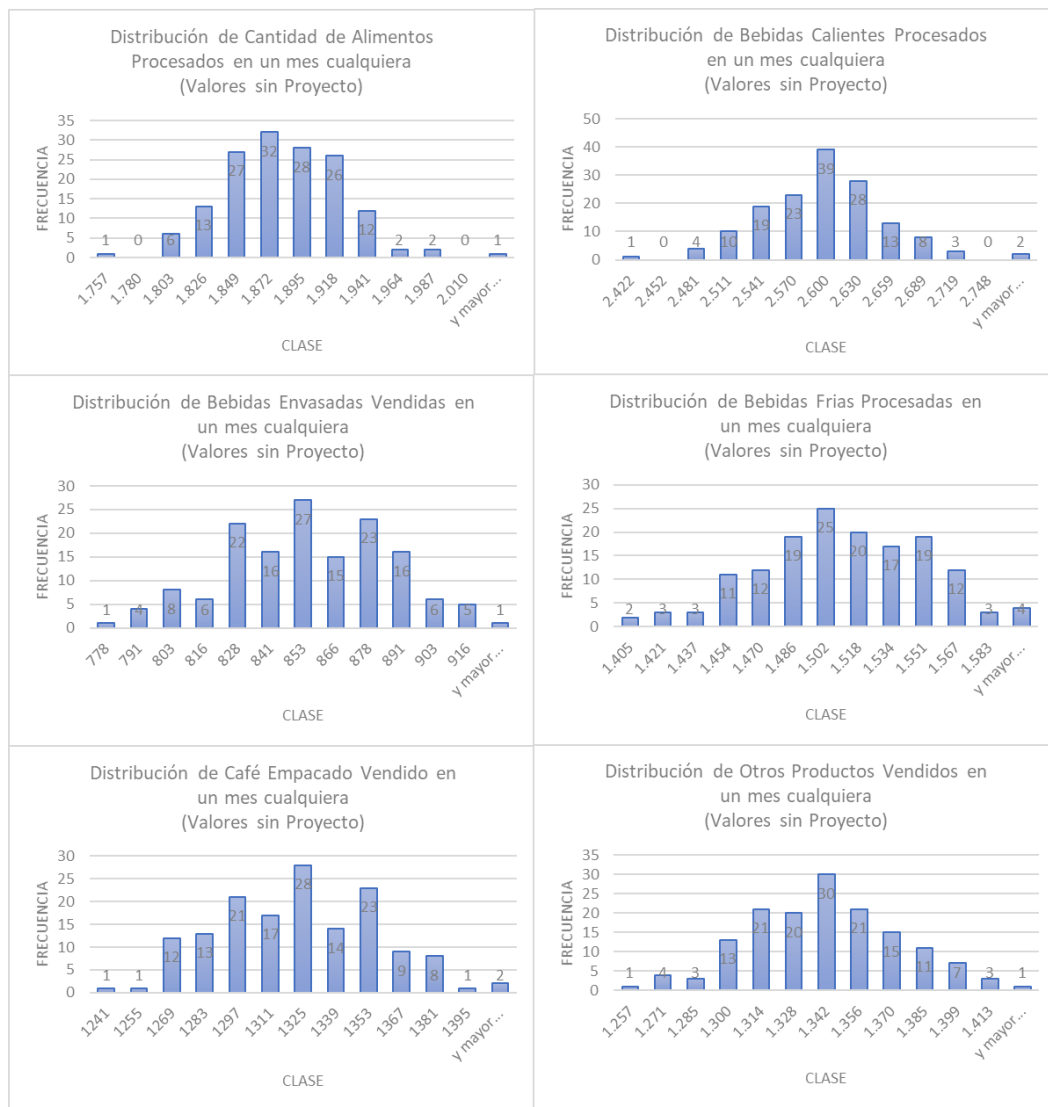 Distribución de Cantidad de Alimentos
Procesados en un mes cualquiera
(Valores sin Proyecto)
FRECUENCIA
35
30
25
20
15
10
5
0
1 0 6 13 27 32 28 26 12 2 2 0 1
1.757 1.780 1.803 1.826 1.849 1.872 1.895 1.918 1.941 1.964 1.987 2.010 y mayor...
CLASE
Distribución de Bebidas Calientes Procesados
en un mes cualquiera
(Valores sin Proyecto)
FRECUENCIA
50
40
30
20
10
0
1 0 4 10 19 23 39 28 13 8 3 0 2
2.422 2.452 2.481 2.511 2.541 2.570 2.600 2.630 2.659 2.689 2.719 2.748 y mayor...
CLASE
Distribución de Bebidas Envasadas Vendidas en
un mes cualquiera
(Valores sin Proyecto)
FRECUENCIA
30
25
20
15
10
5
0
1 4 8 6 22 16 27 15 23 16 6 5 1
778 791 803 816 828 841 853 866 878 891 903 916 y mayor...
CLASE
Distribución de Bebidas Frias Procesadas en
un mes cualquiera
(Valores sin Proyecto)
FRECUENCIA
30
25
20
15
10
5
0
2 3 3 11 12 19 25 20 17 19 12 3 4
1.405 1.421 1.437 1.454 1.470 1.486 1.502 1.518 1.534 1.551 1.567 1.583 y mayor...
CLASE
Distribución de Café Empacado Vendido en
un mes cualquiera
(Valores sin Proyecto)
FRECUENCIA
30
25
20
15
10
5
0
1 1 12 13 21 17 28 14 23 9 8 1 2
1241 1255 1269 1283 1297 1311 1325 1339 1353 1367 1381 1395 y mayor...
CLASE
Distribución de Otros Productos Vendidos en
un mes cualquiera
(Valores sin Proyecto)
FRECUENCIA
35
30
25
20
15
10
5
0
1 4 3 13 21 20 30 21 15 11 7 3 1
1.257 1.271 1.285 1.300 1.314 1.328 1.342 1.356 1.370 1.385 1.399 1.413 y mayor...
CLASE